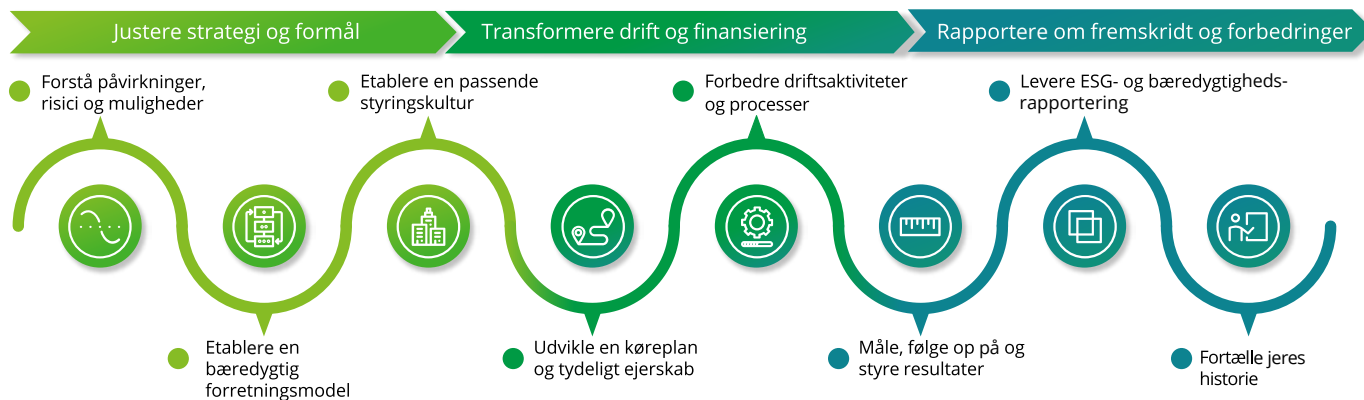 Justere strategi og formål
Transformere drift og finansiering
Rapportere om fremskridt og forbedringer
Forstå påvirkninger,
risici og muligheder
Etablere en passende
styringskultur
Forbedre driftsaktiviteter
og processer
Levere ESG- og bæredygtigheds-
rapportering
Etablere en
bæredygtig
forretningsmodel
Udvikle en køreplan
og tydeligt ejerskab
Måle, følge op på og
styre resultater
Fortælle jeres
historie